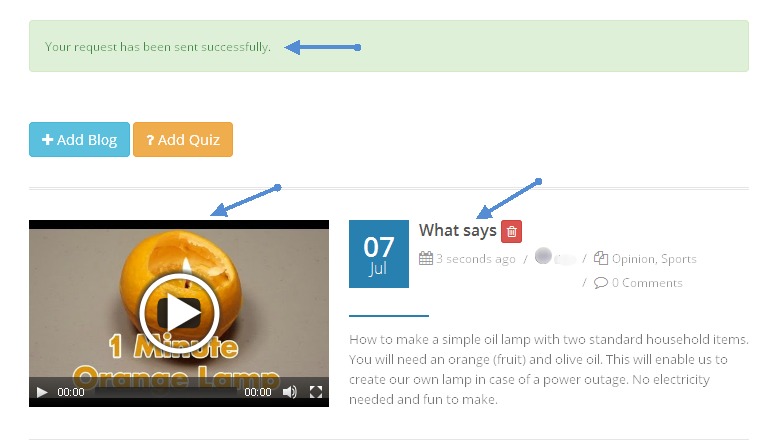 Your request has been sent successfully.
Add Blog
? Add Quiz
07
Jul
What says
3 seconds ago /
/ Opinion, Sports
/ 0 Comments
1 Minute
Orange Lamp
00:00
00:00
How to make a simple oil lamp with two standard household items.
You will need an orange (fruit) and olive oil. This will enable us to
create our own lamp in case of a power outage. No electricity
needed and fun to make.